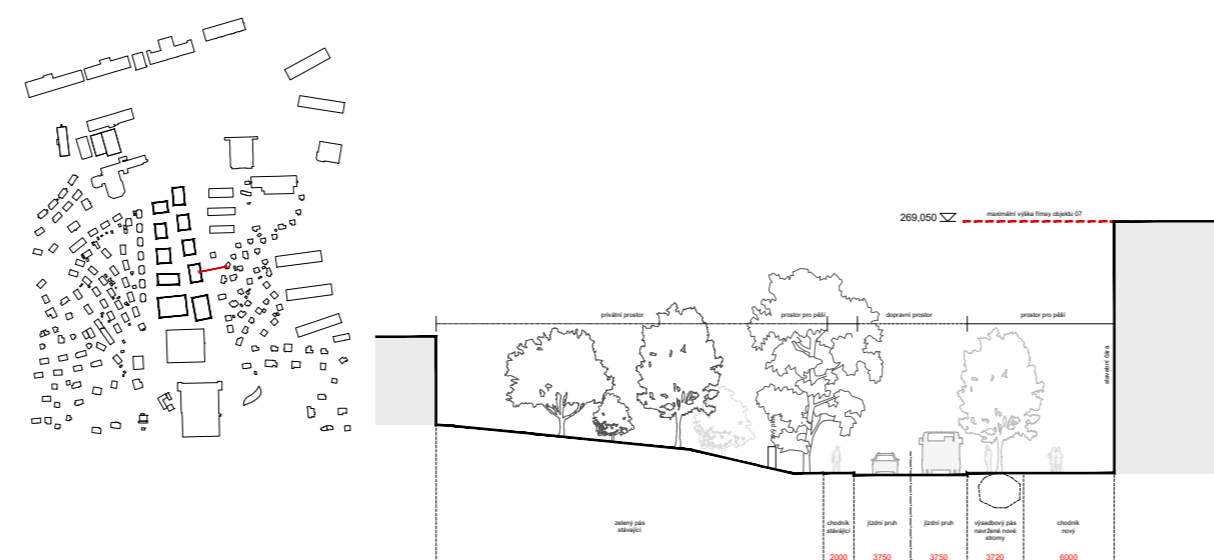 269,050
maximální výška římsy objektu 07
privátní prostor
prostor pro pěší
dopravní prostor
prostor pro pěší
stavební čára
zelený pás
stávající
chodník
stávající
jízdní pruh
jízdní pruh
výsadbový pás
navržené nové
stromy
chodník
nový
2000
3750
3750
3720
6000